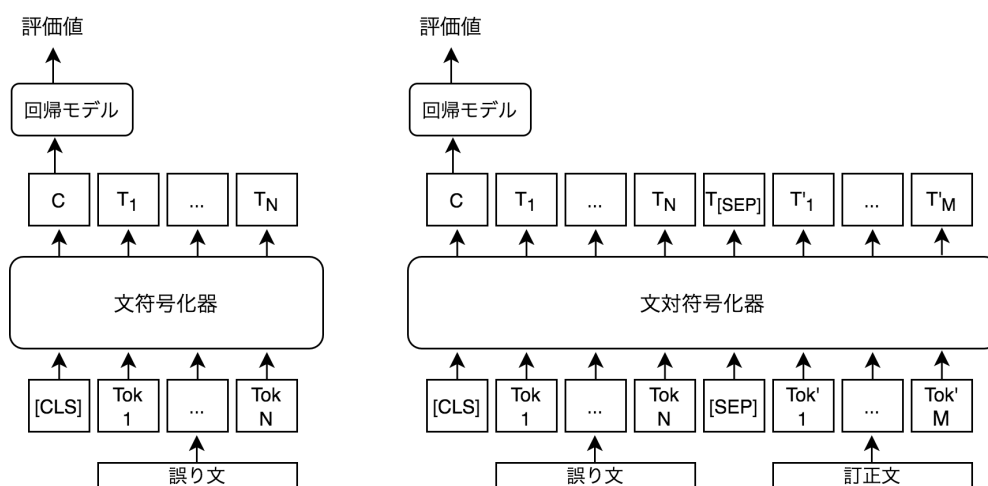 評価値
回帰モデル
C T1 ... TN
文符号化器
[CLS] Tok 1 ... Tok N
誤り文
評価値
回帰モデル
C T1 ... TN T[SEP] T'1 ... T'M
文対符号化器
[CLS] Tok 1 ... Tok N [SEP] Tok' 1 ... Tok' M
誤り文 訂正文